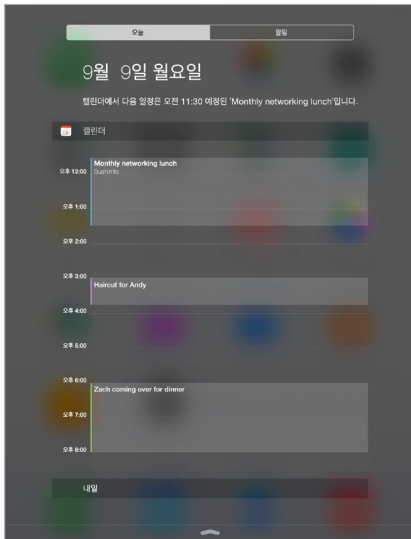 오늘
알림
9월 9일 월요일
캘린더에서 다음 일정은 오전 11:30 예정된 'Monthly networking lunch'입니다.
캘린더
Monthly networking lunch
오후 12:00
오후 1:00
오후 2:00
오후 3:00
Haircut for Andy
오후 4:00
오후 5:00
오후 6:00
Zach coming over for dinner
오후 7:00
오후 8:00
내일